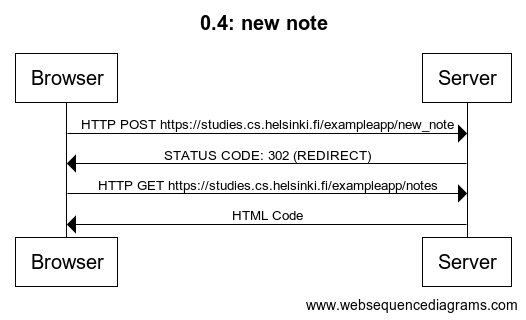 0.4: new note
Browser Server
HTTP POST https://studies.cs.helsinki.fi/exampleapp/new_note
STATUS CODE: 302 (REDIRECT)
HTTP GET https://studies.cs.helsinki.fi/exampleapp/notes
HTML Code
Browser Server
www.websequencediagrams.com